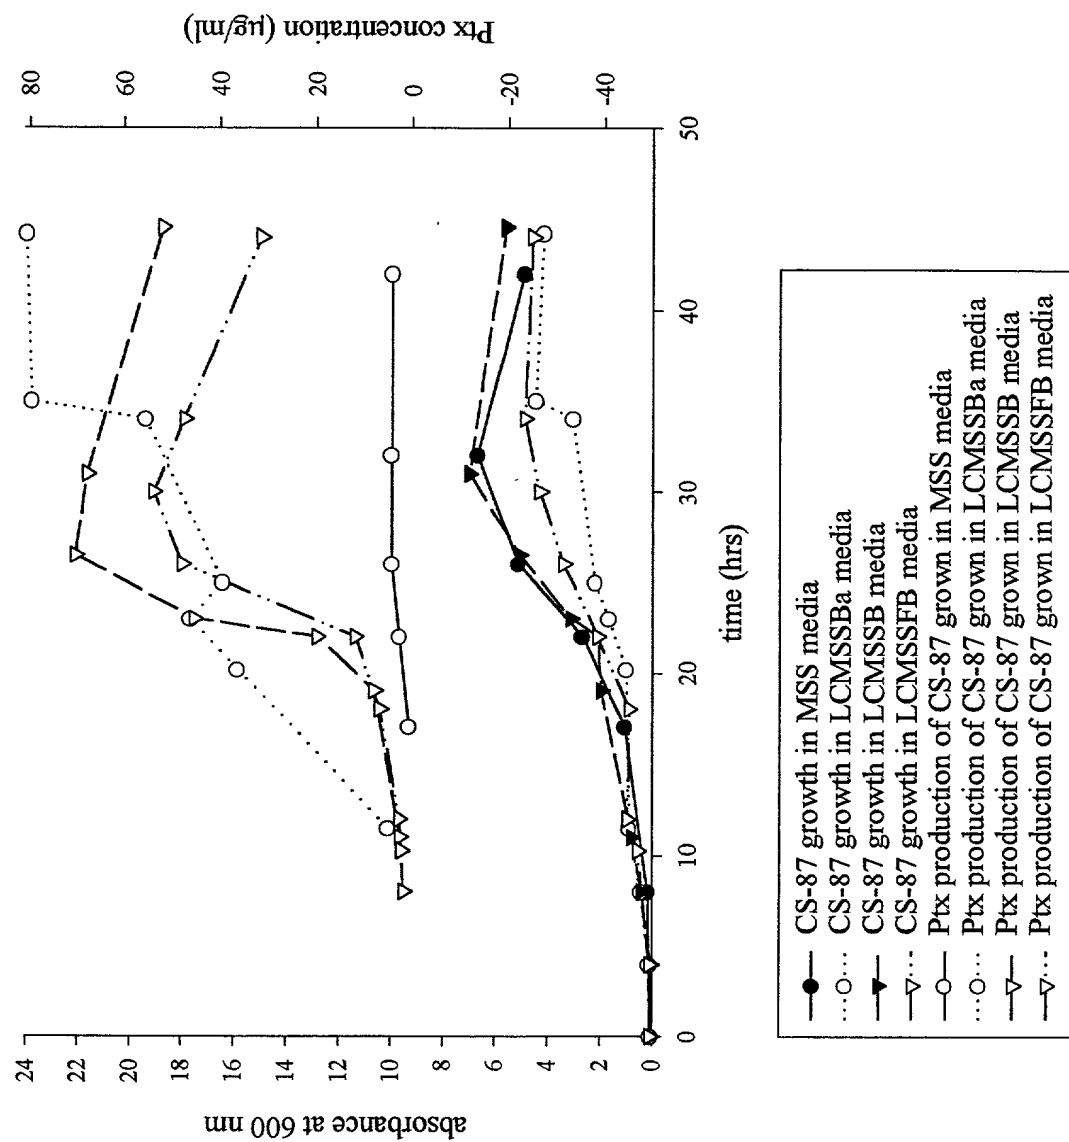 absorbance at 600 nm
24
22
20
18
16
14
12
10
8
6
4
2
0
Ptx concentration (µg/ml)
80
60
40
20
0
-20
-40
0
10
20
30
40
50
time (hrs)
CS-87 growth in MSS media
CS-87 growth in LCMSSBa media
CS-87 growth in LCMSSB media
CS-87 growth in LCMSSFB media
Ptx production of CS-87 grown in MSS media
Ptx production of CS-87 grown in LCMSSBa media
Ptx production of CS-87 grown in LCMSSB media
Ptx production of CS-87 grown in LCMSSFB media